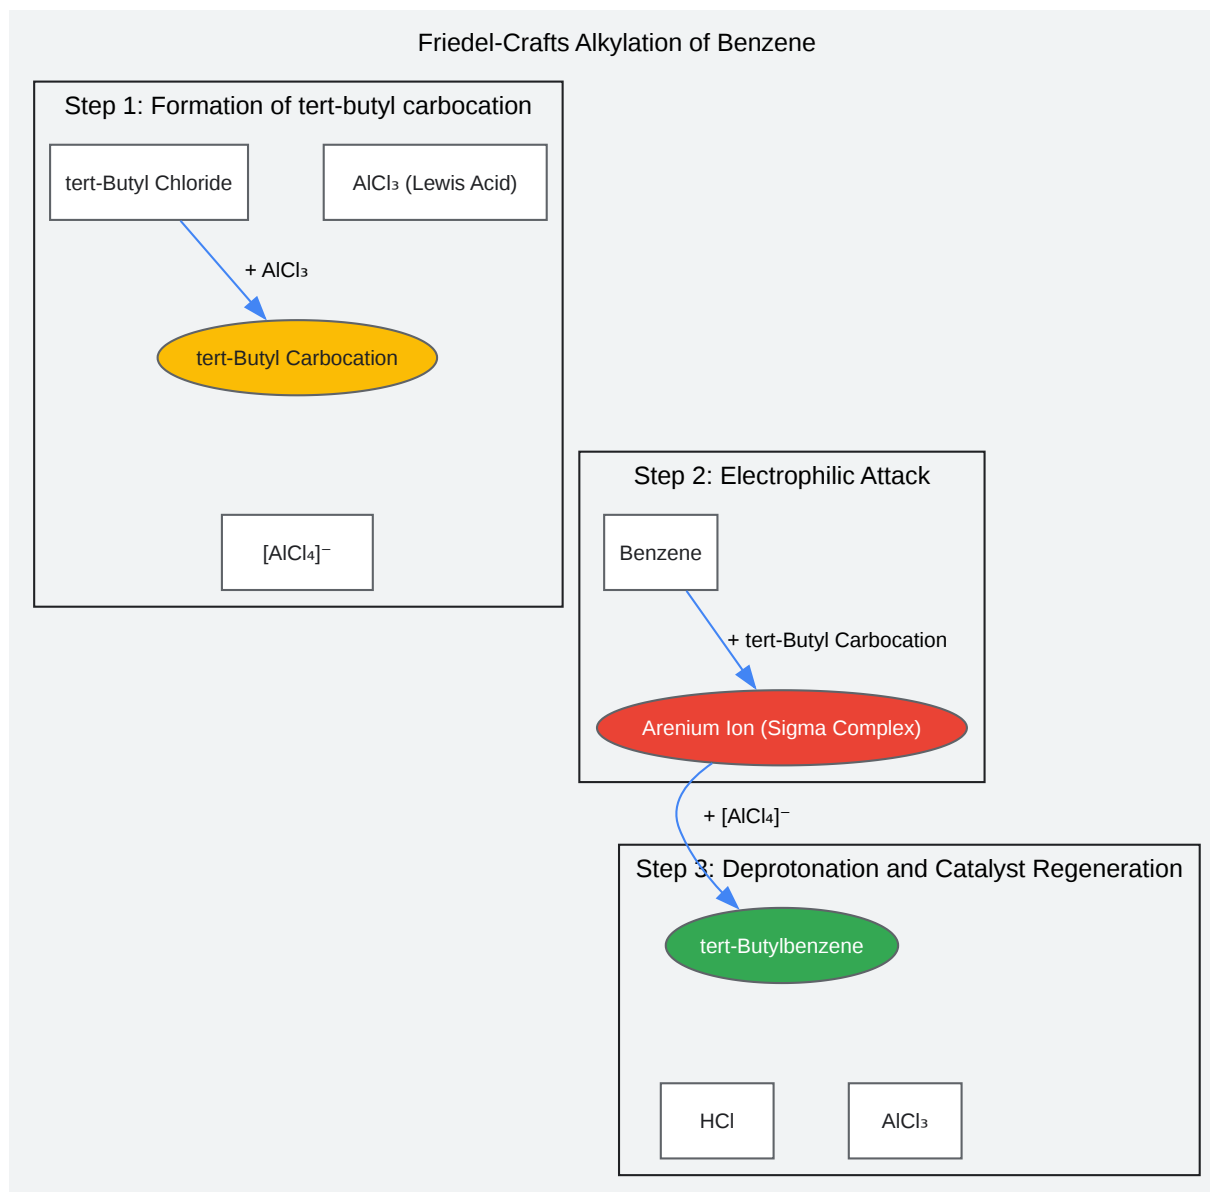 Friedel-Crafts Alkylation of Benzene
Step 1: Formation of tert-butyl carbocation
tert-Butyl Chloride
AlCl₃ (Lewis Acid)
+ AlCl₃
tert-Butyl Carbocation
[AlCl₄]⁻
Step 2: Electrophilic Attack
Benzene
+ tert-Butyl Carbocation
Arenium Ion (Sigma Complex)
+ [AlCl₄]⁻
Step 3: Deprotonation and Catalyst Regeneration
tert-Butylbenzene
HCl
AlCl₃